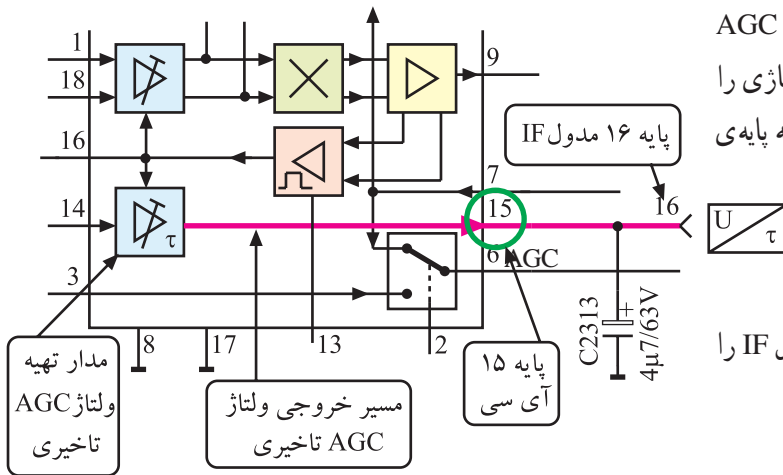 AGC
1
18
9
اژی را
ه پایه‌ی
پایه ۱۶ مدول IF
16
7
15
16
14
U
τ
τ
6
AGC
3
C2313
+
4µ7/63V
8
17
13
2
IF را
مدار تهیه
ولتاژ AGC
تاخیری
مسیر خروجی ولتاژ
AGC تاخیری
پایه ۱۵
آی سی